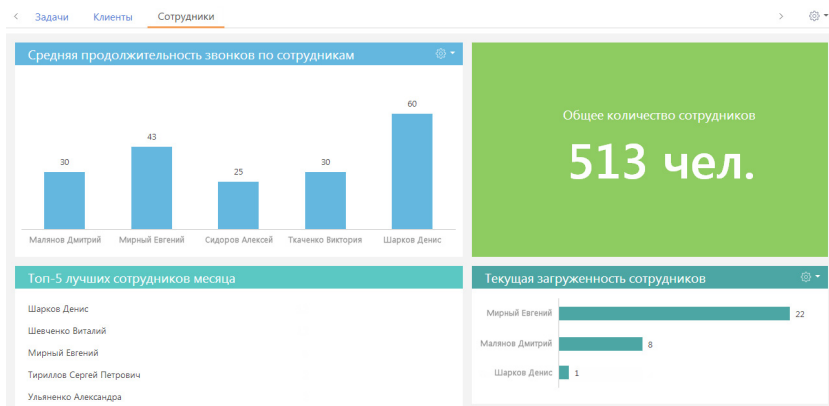 Задачи Клиенты Сотрудники
Средняя продолжительность звонков по сотрудникам
60
43
30
30
25
Малянов Дмитрий Мирный Евгений Сидоров Алексей Ткаченко Виктория Шарков Денис
Общее количество сотрудников
513 чел.
Топ-5 лучших сотрудников месяца
Шарков Денис
Шевченко Виталий
Мирный Евгений
Тириллов Сергей Петрович
Ульяненко Александра
Текущая загруженность сотрудников
Мирный Евгений 22
Малянов Дмитрий 8
Шарков Денис 1